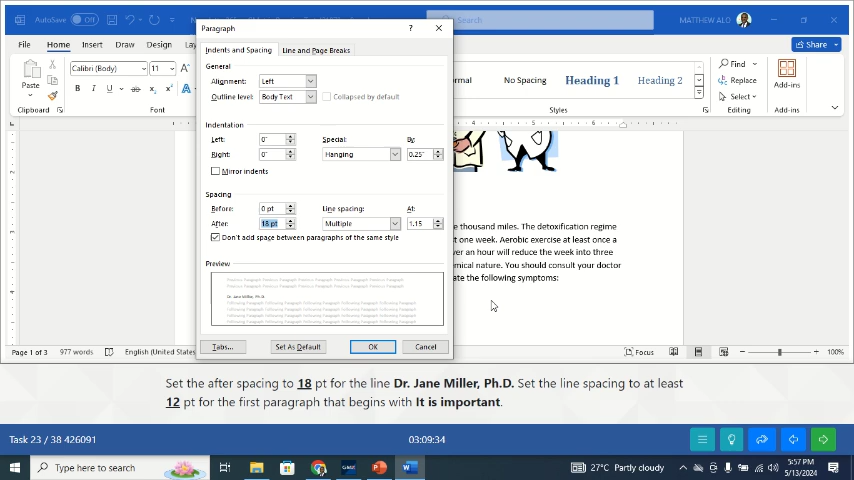 AutoSave Off Search MATTHEW ALO
File Home Insert Draw Design Share
Paste Calibri (Body) 11 Normal No Spacing Heading 1 Heading 2 Find Replace Select Add-ins
Clipboard Font Styles Editing Add-ins
Paragraph ?
Indents and Spacing Line and Page Breaks
General
Alignment: Left
Outline level: Body Text Collapsed by default
Indentation
Left: 0" Special: By:
Right: 0" Hanging 0.25"
Mirror indents
Spacing
Before: 0 pt Line spacing: At:
After: 18 pt Multiple 1.15
Don't add space between paragraphs of the same style
Preview
Dr. Jane Miller, Ph.D.
Tabs... Set As Default OK Cancel
4 5 6
e thousand miles. The detoxification regime
t one week. Aerobic exercise at least once a
ver an hour will reduce the week into three
emical nature. You should consult your doctor
ate the following symptoms:
Page 1 of 3 977 words English (United States Focus 100%
Set the after spacing to 18 pt for the line Dr. Jane Miller, Ph.D. Set the line spacing to at least
12 pt for the first paragraph that begins with It is important.
Task 23 / 38 426091 03:09:34
Type here to search 27°C Partly cloudy 5:57 PM
5/13/2024